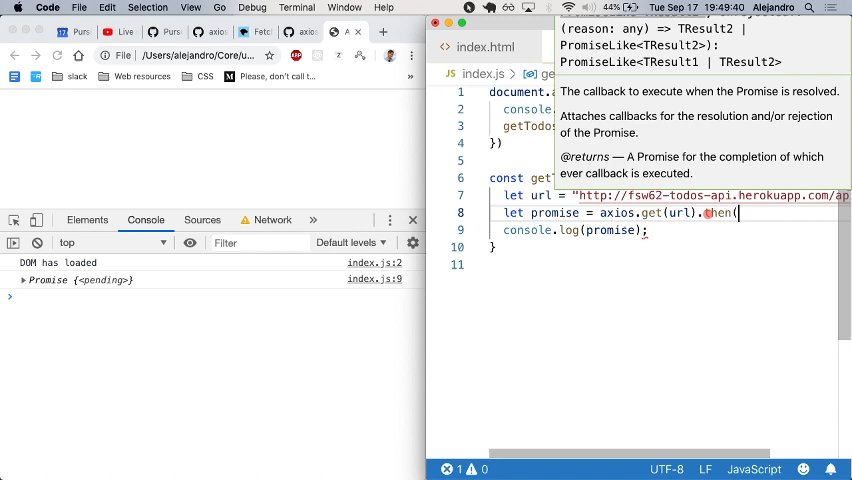 Code File Edit Selection View Go Debug Terminal Window Help 44% Tue Sep 17 19:49:40 Alejandro
Purs Live Purs axios Fetc axios A
File /Users/alejandro/Core/u
slack Web resources CSS Please, don't call t...
Elements Console Network
top Filter Default levels
DOM has loaded index.js:2
Promise {<pending>} index.js:9
index.html
index.js
1 document.a
2 console.
3 getTodos
4 })
5
6 const getT
7 let url = "http://fsw62-todos-api.herokuapp.com/ap
8 let promise = axios.get(url).then(
9 console.log(promise);
10 }
11
(reason: any) => TResult2 |
PromiseLike<TResult2>):
PromiseLike<TResult1 | TResult2>
The callback to execute when the Promise is resolved.
Attaches callbacks for the resolution and/or rejection
of the Promise.
@returns — A Promise for the completion of which
ever callback is executed.
1 0 UTF-8 LF JavaScript